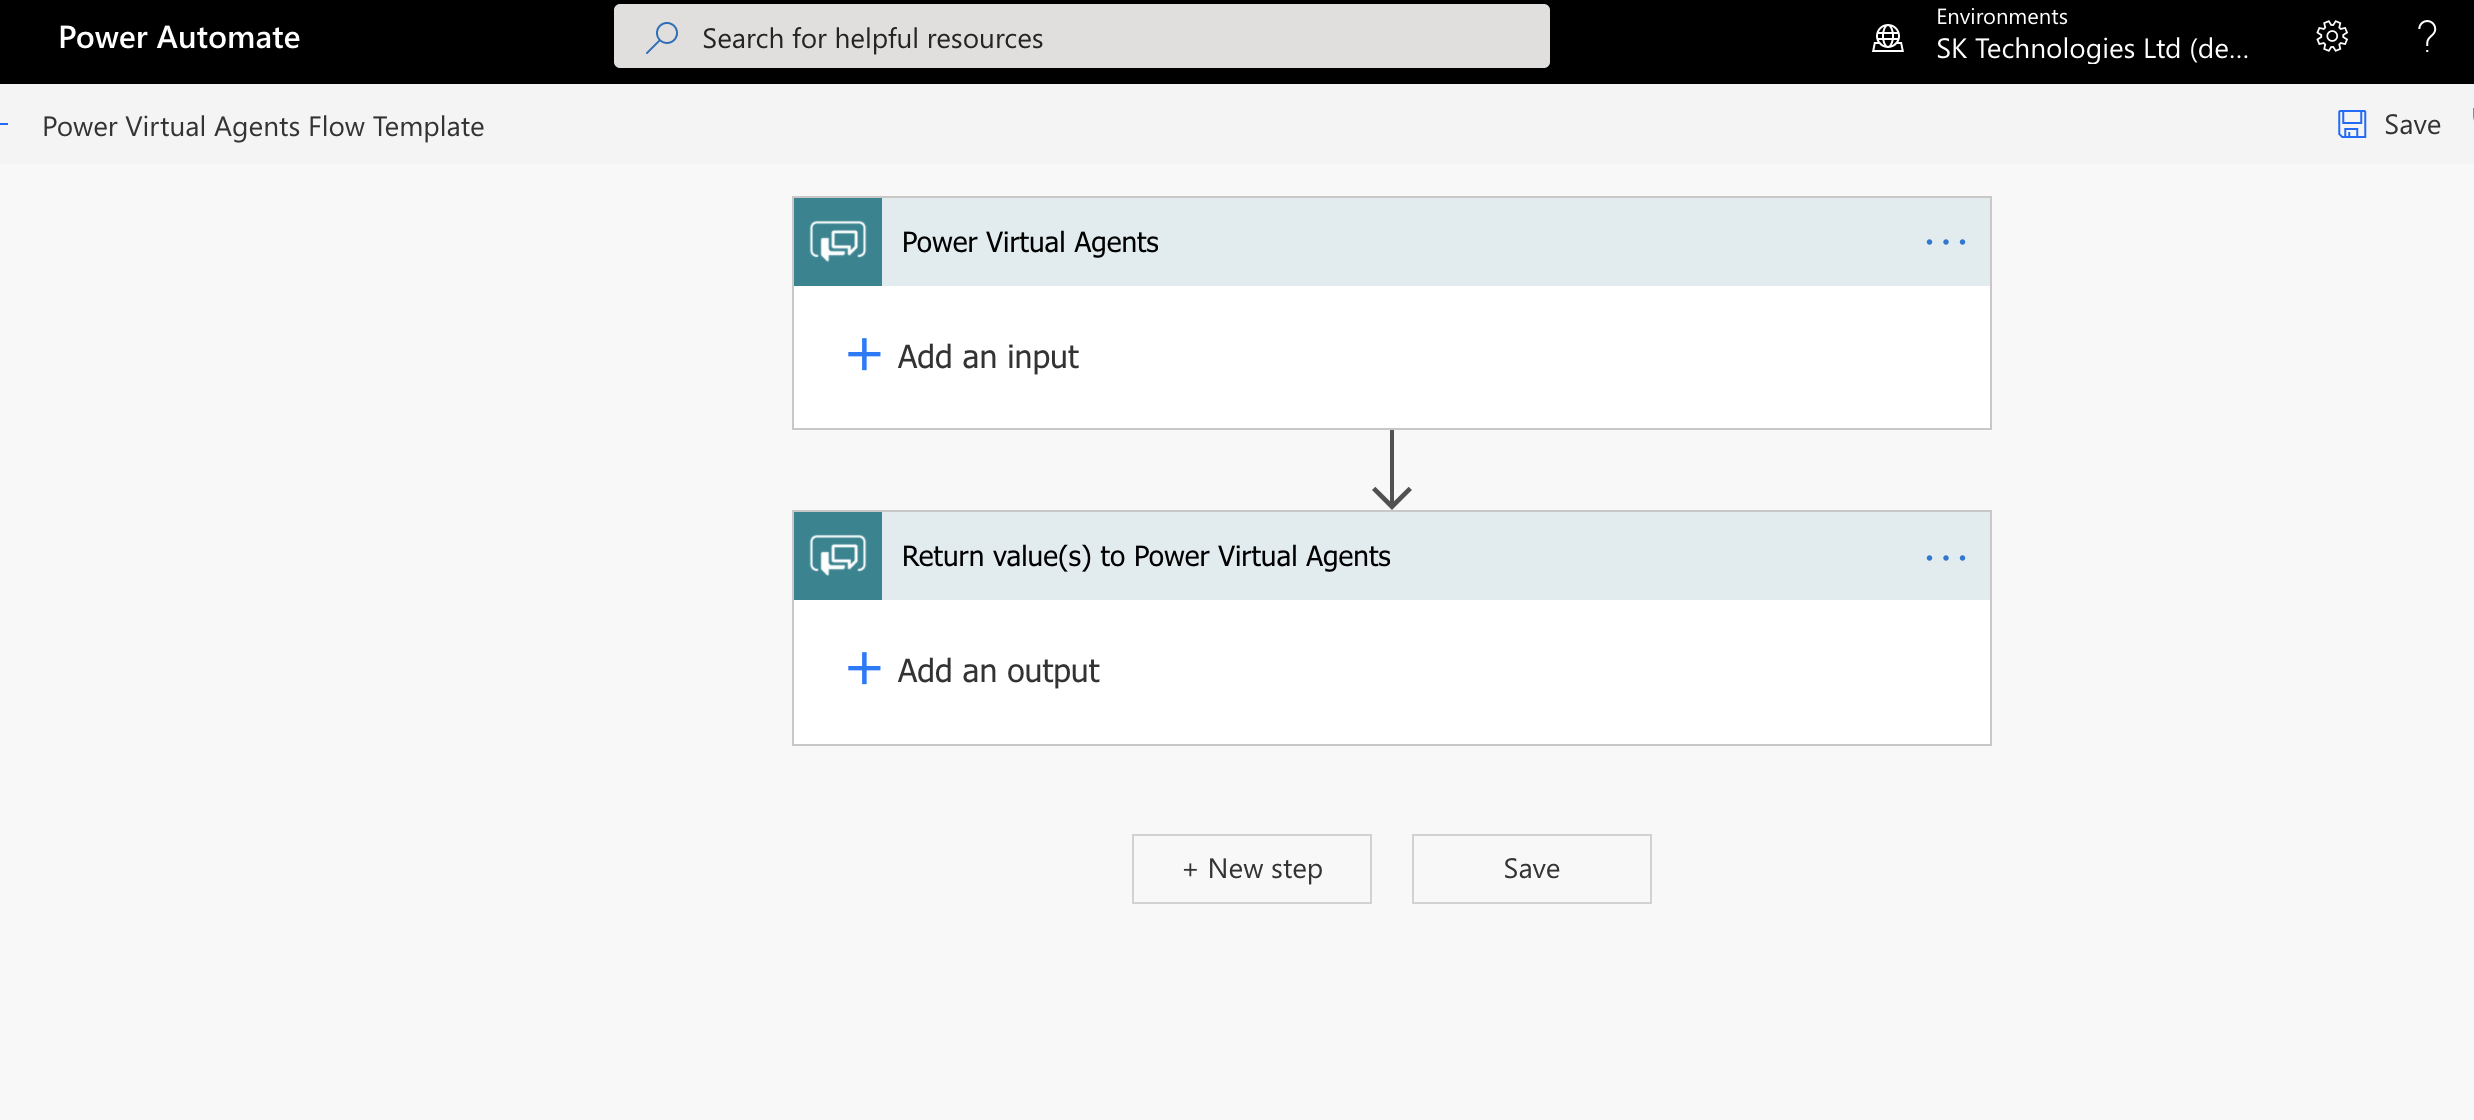 Power Automate
Search for helpful resources
Environments
SK Technologies Ltd (de...
?
Power Virtual Agents Flow Template
Save
Power Virtual Agents
Add an input
Return value(s) to Power Virtual Agents
Add an output
+ New step
Save